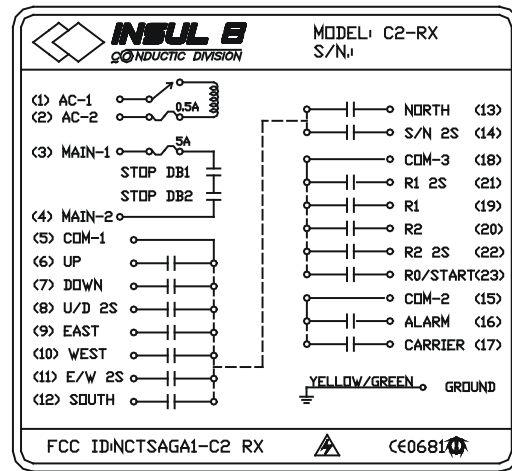 INSUL 8
CONDUCTIC DIVISION
MODEL: C2-RX
S/N.:
(1) AC-1
(2) AC-2
0.5A
(3) MAIN-1
5A
STOP DB1
STOP DB2
(4) MAIN-2
(5) COM-1
(6) UP
(7) DOWN
(8) U/D 2S
(9) EAST
(10) WEST
(11) E/W 2S
(12) SOUTH
NORTH (13)
S/N 2S (14)
COM-3 (18)
R1 2S (21)
R1 (19)
R2 (20)
R2 2S (22)
R0/START(23)
COM-2 (15)
ALARM (16)
CARRIER (17)
YELLOW/GREEN GROUND
FCC ID:NCTSAGA1-C2 RX
CE0681